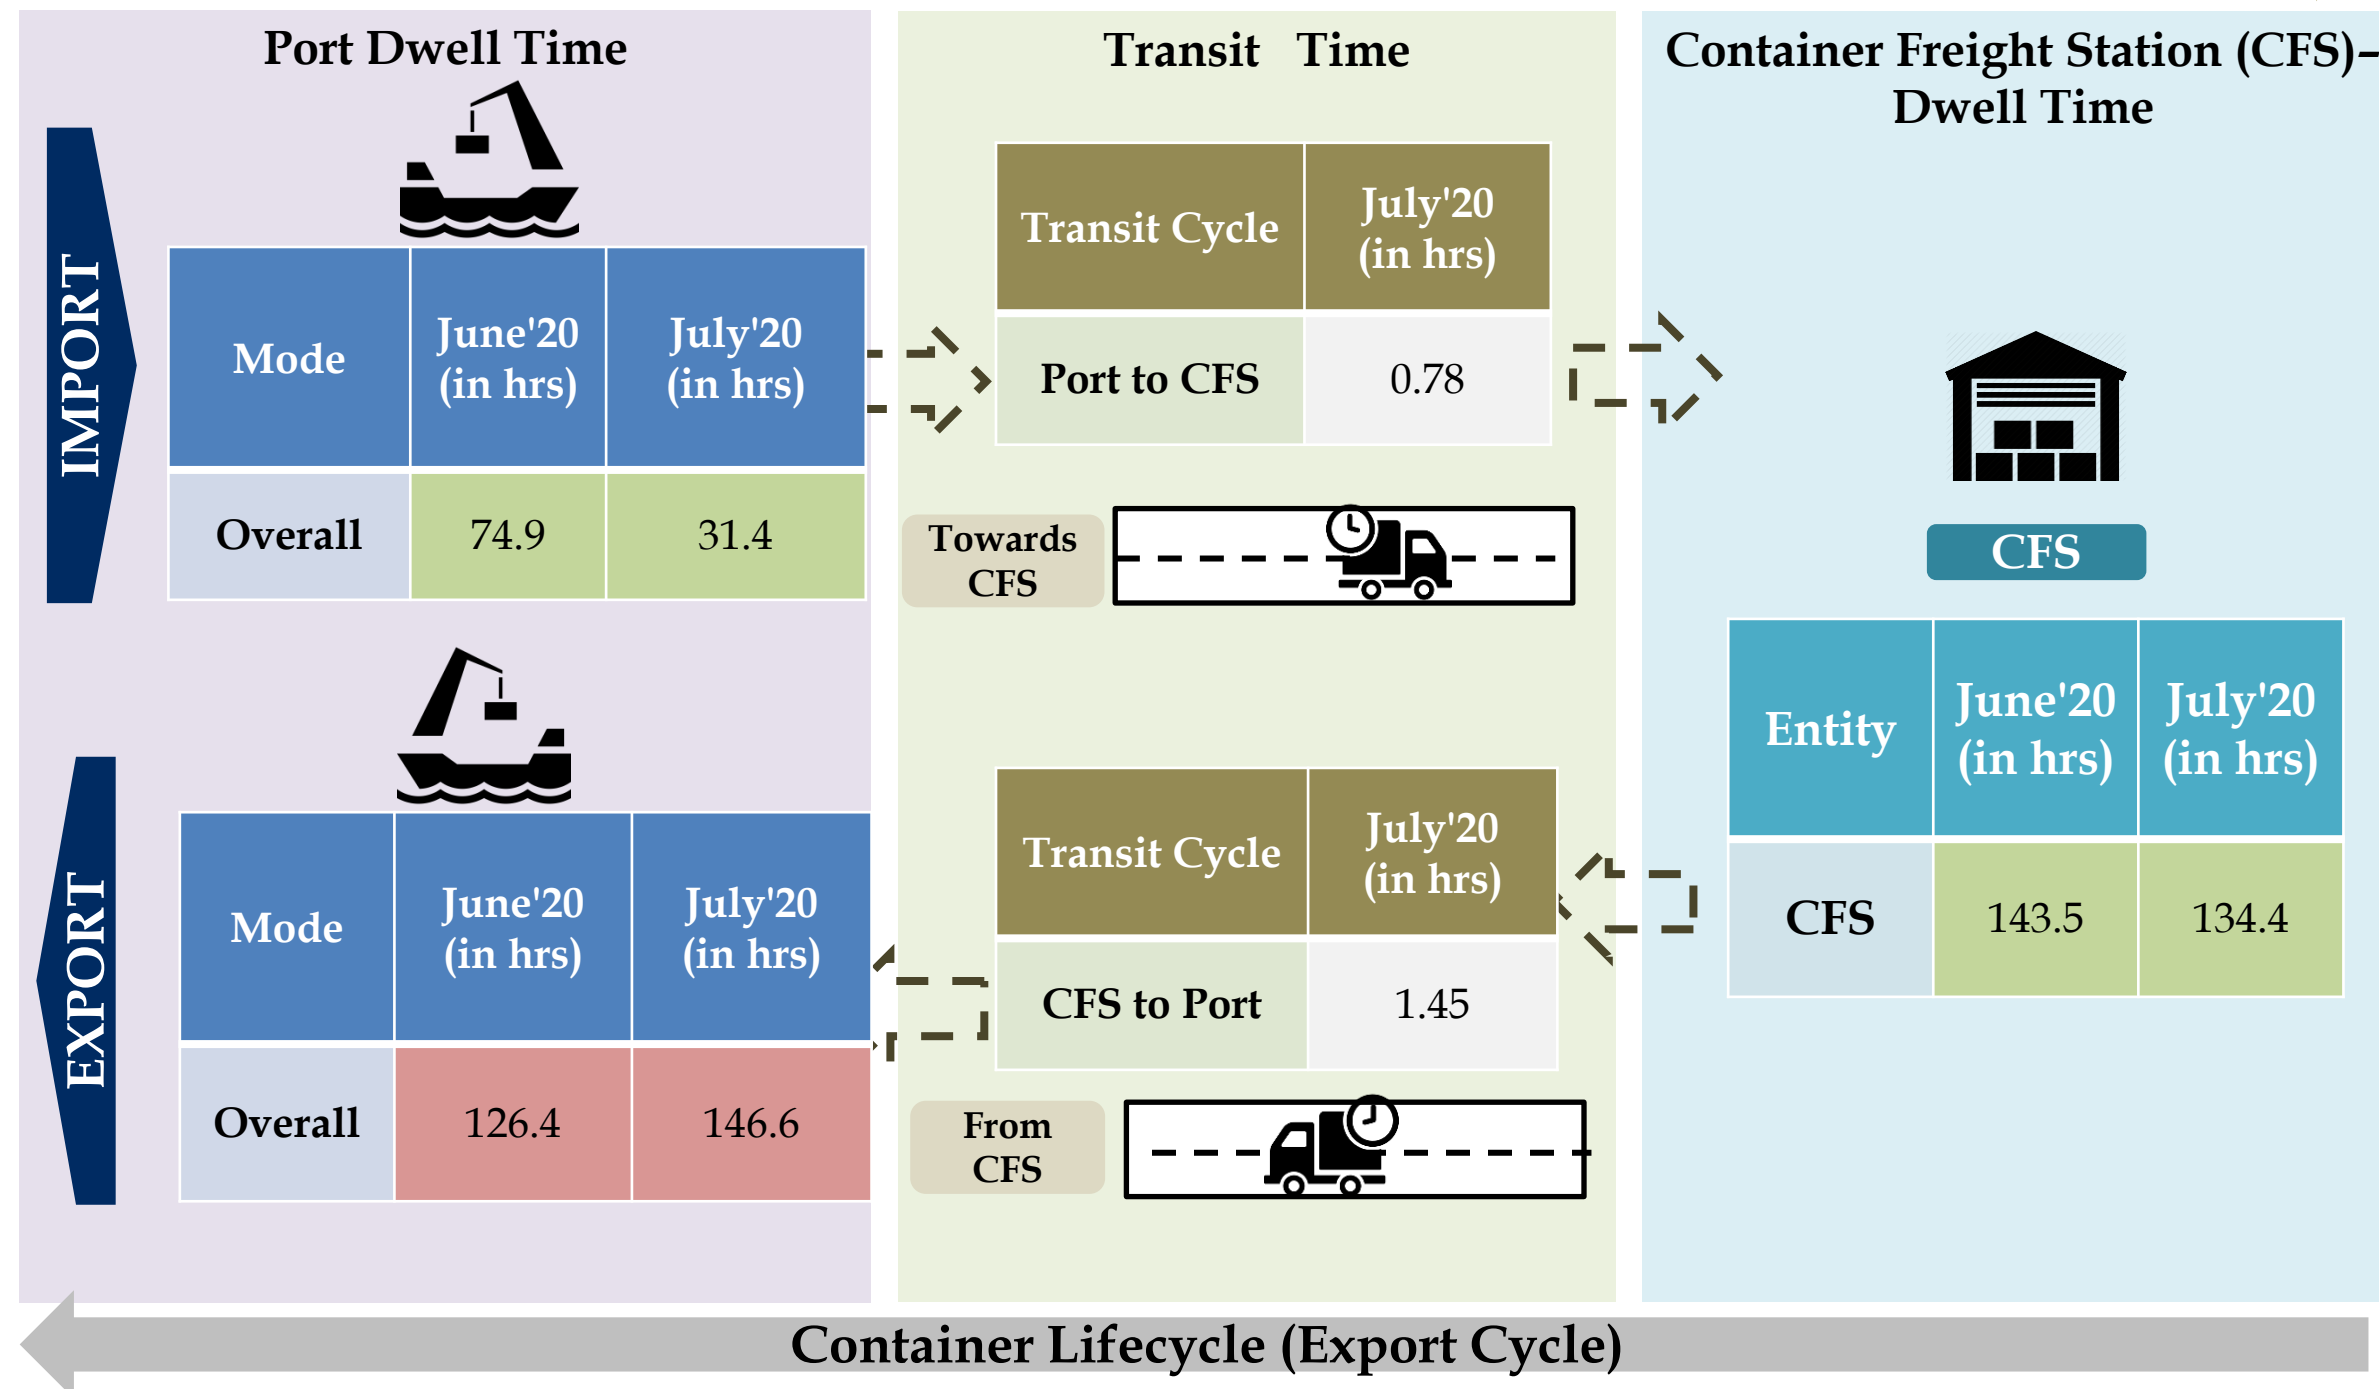 Port Dwell Time
IMPORT
Mode
June'20
(in hrs)
July'20
(in hrs)
Overall
74.9
31.4
EXPORT
Mode
June'20
(in hrs)
July'20
(in hrs)
Overall
126.4
146.6
Transit Time
Transit Cycle
July'20
(in hrs)
Port to CFS
0.78
Towards
CFS
Transit Cycle
July'20
(in hrs)
CFS to Port
1.45
From
CFS
Container Freight Station (CFS)–
Dwell Time
CFS
Entity
June'20
(in hrs)
July'20
(in hrs)
CFS
143.5
134.4
Container Lifecycle (Export Cycle)